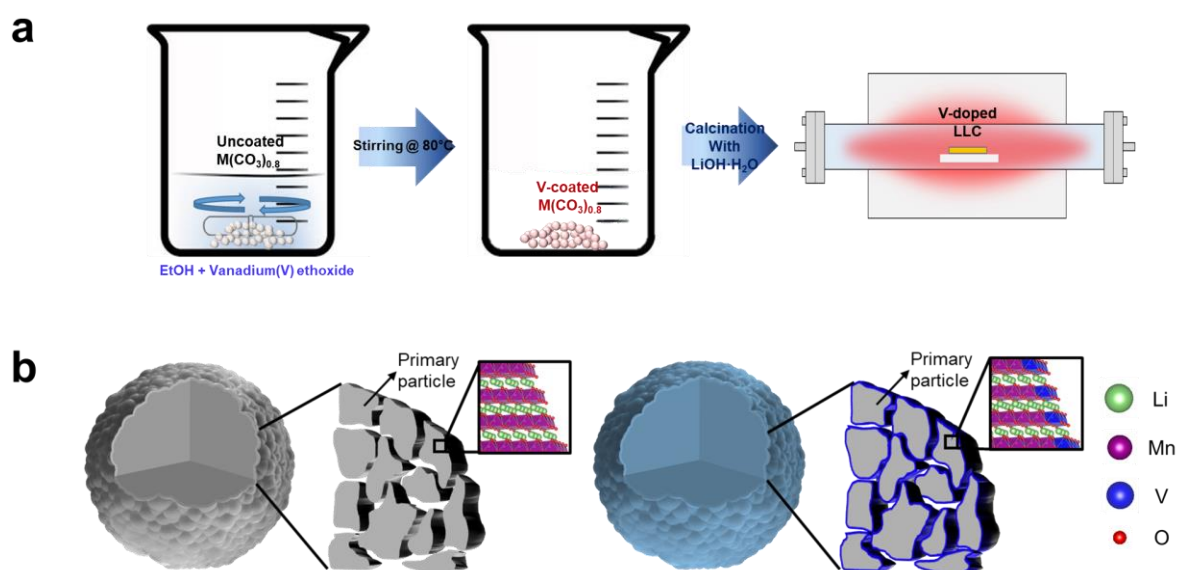 a
Uncoated
M(CO₃)₀.₈
EtOH + Vanadium(V) ethoxide
Stirring @ 80°C
V-coated
M(CO₃)₀.₈
Calcination
With
LiOH·H₂O
V-doped
LLC
b
Primary
particle
Primary
particle
Li
Mn
V
O